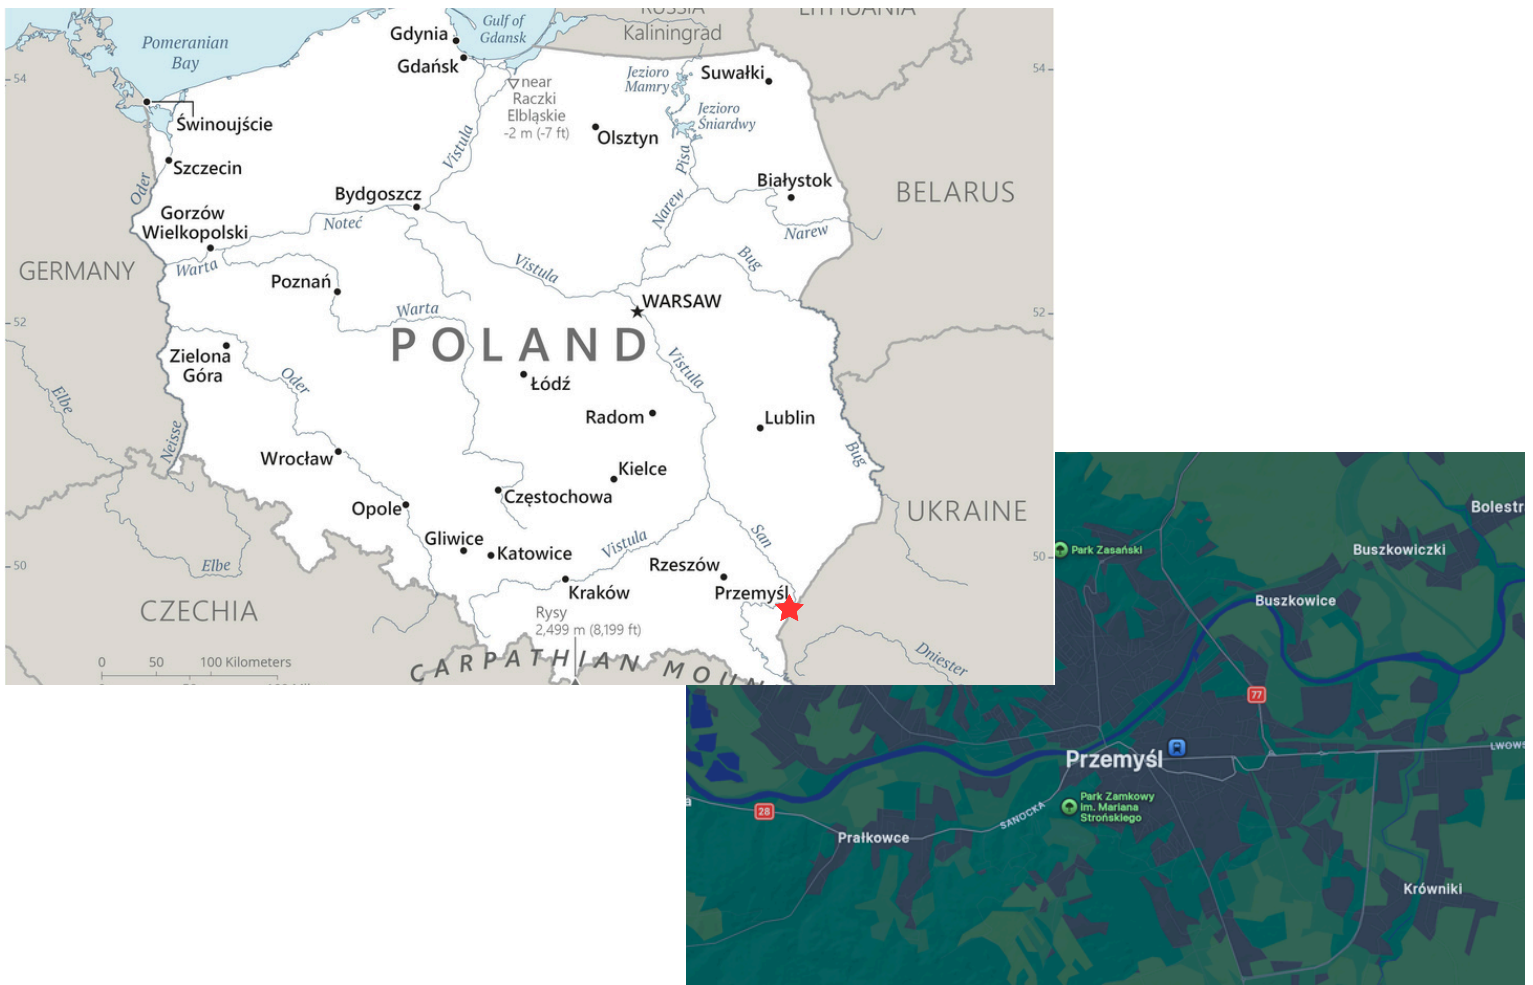 RUSSIA
LITHUANIA
Gulf of
Gdansk
Kaliningrad
Gdynia
Pomeranian
Bay
Gdańsk
54
54
near
Raczki
Elbląskie
-2 m (-7 ft)
Jezioro
Mamry
Suwałki
Jezioro
Śniardwy
Świnoujście
Olsztyn
Vistula
Szczecin
Oder
Pisa
Białystok
Bydgoszcz
BELARUS
Gorzów
Wielkopolski
Noteć
Narew
Narew
GERMANY
Warta
Vistula
Bug
Poznań
WARSAW
Warta
52
52
POLAND
Zielona
Góra
Oder
Vistula
Łódź
Elbe
Radom
Lublin
Neisse
Wrocław
Kielce
Bug
Częstochowa
Opole
UKRAINE
Gliwice
Katowice
Vistula
San
50
50
Elbe
Rzeszów
Kraków
Przemyśl
CZECHIA
Rysy
2,499 m (8,199 ft)
0 50 100 Kilometers
CARPATHIAN MOUN
Dniester
Bolestr
Park Zasański
Buszkowiczki
Buszkowice
77
Przemyśl
LWOWS
Park Zamkowy
im. Mariana
Strońskiego
a
28
SANOCKA
Prałkowce
Krówniki